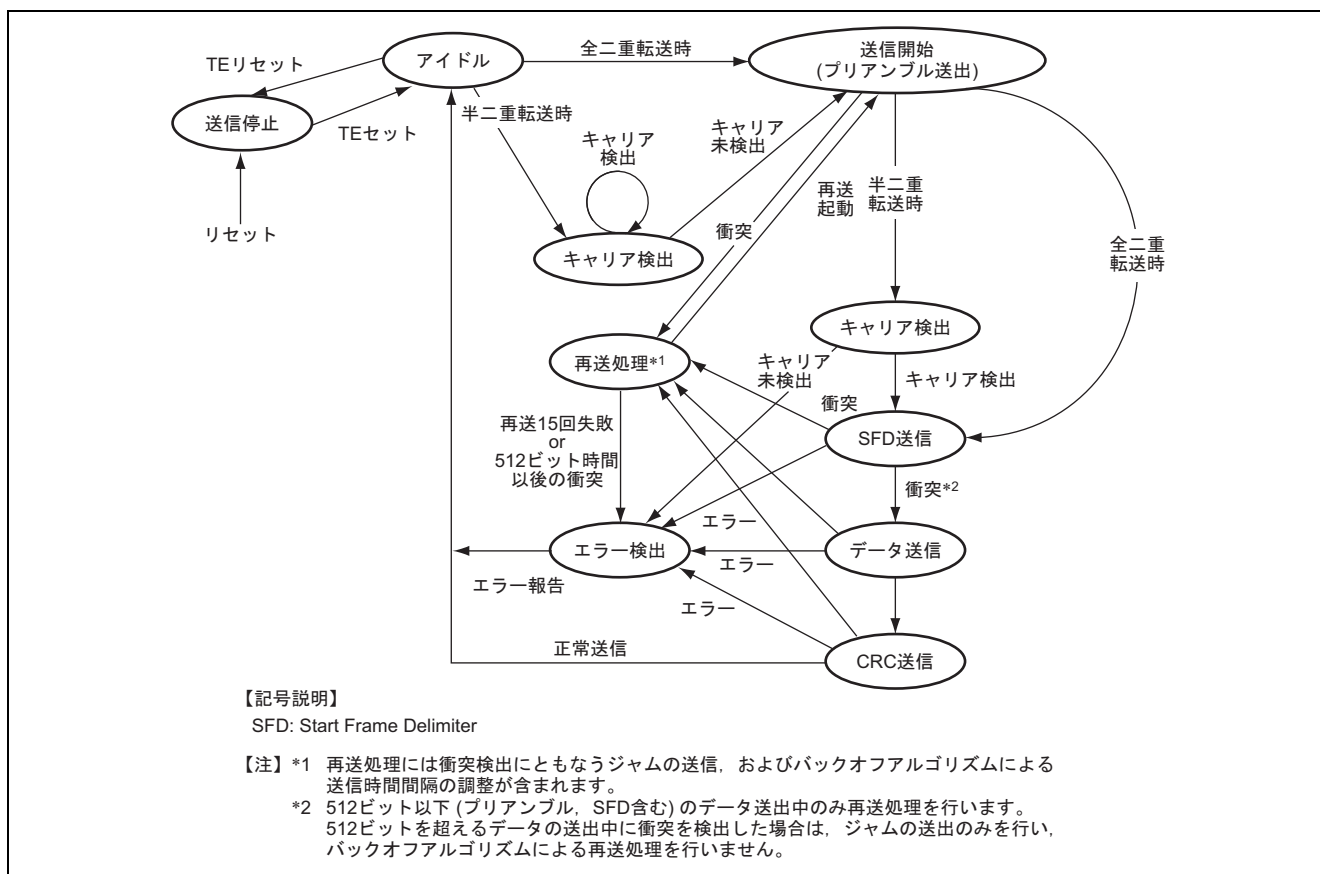 アイドル
全二重転送時
送信開始
(プリアンブル送出)
TEリセット
送信停止
TEセット
半二重転送時
キャリア
検出
キャリア
未検出
再送
起動
半二重
転送時
リセット
衝突
キャリア検出
全二重
転送時
キャリア検出
再送処理*1
キャリア
未検出
キャリア検出
衝突
再送15回失敗
or
512ビット時間
以後の衝突
SFD送信
衝突*2
エラー
エラー検出
エラー
データ送信
エラー報告
エラー
正常送信
CRC送信
【記号説明】
SFD: Start Frame Delimiter
【注】 *1 再送処理には衝突検出にともなうジャムの送信，およびバックオフアルゴリズムによる
送信時間間隔の調整が含まれます。
*2 512ビット以下 (プリアンブル，SFD含む) のデータ送出中のみ再送処理を行います。
512ビットを超えるデータの送出中に衝突を検出した場合は，ジャムの送出のみを行い，
バックオフアルゴリズムによる再送処理を行いません。